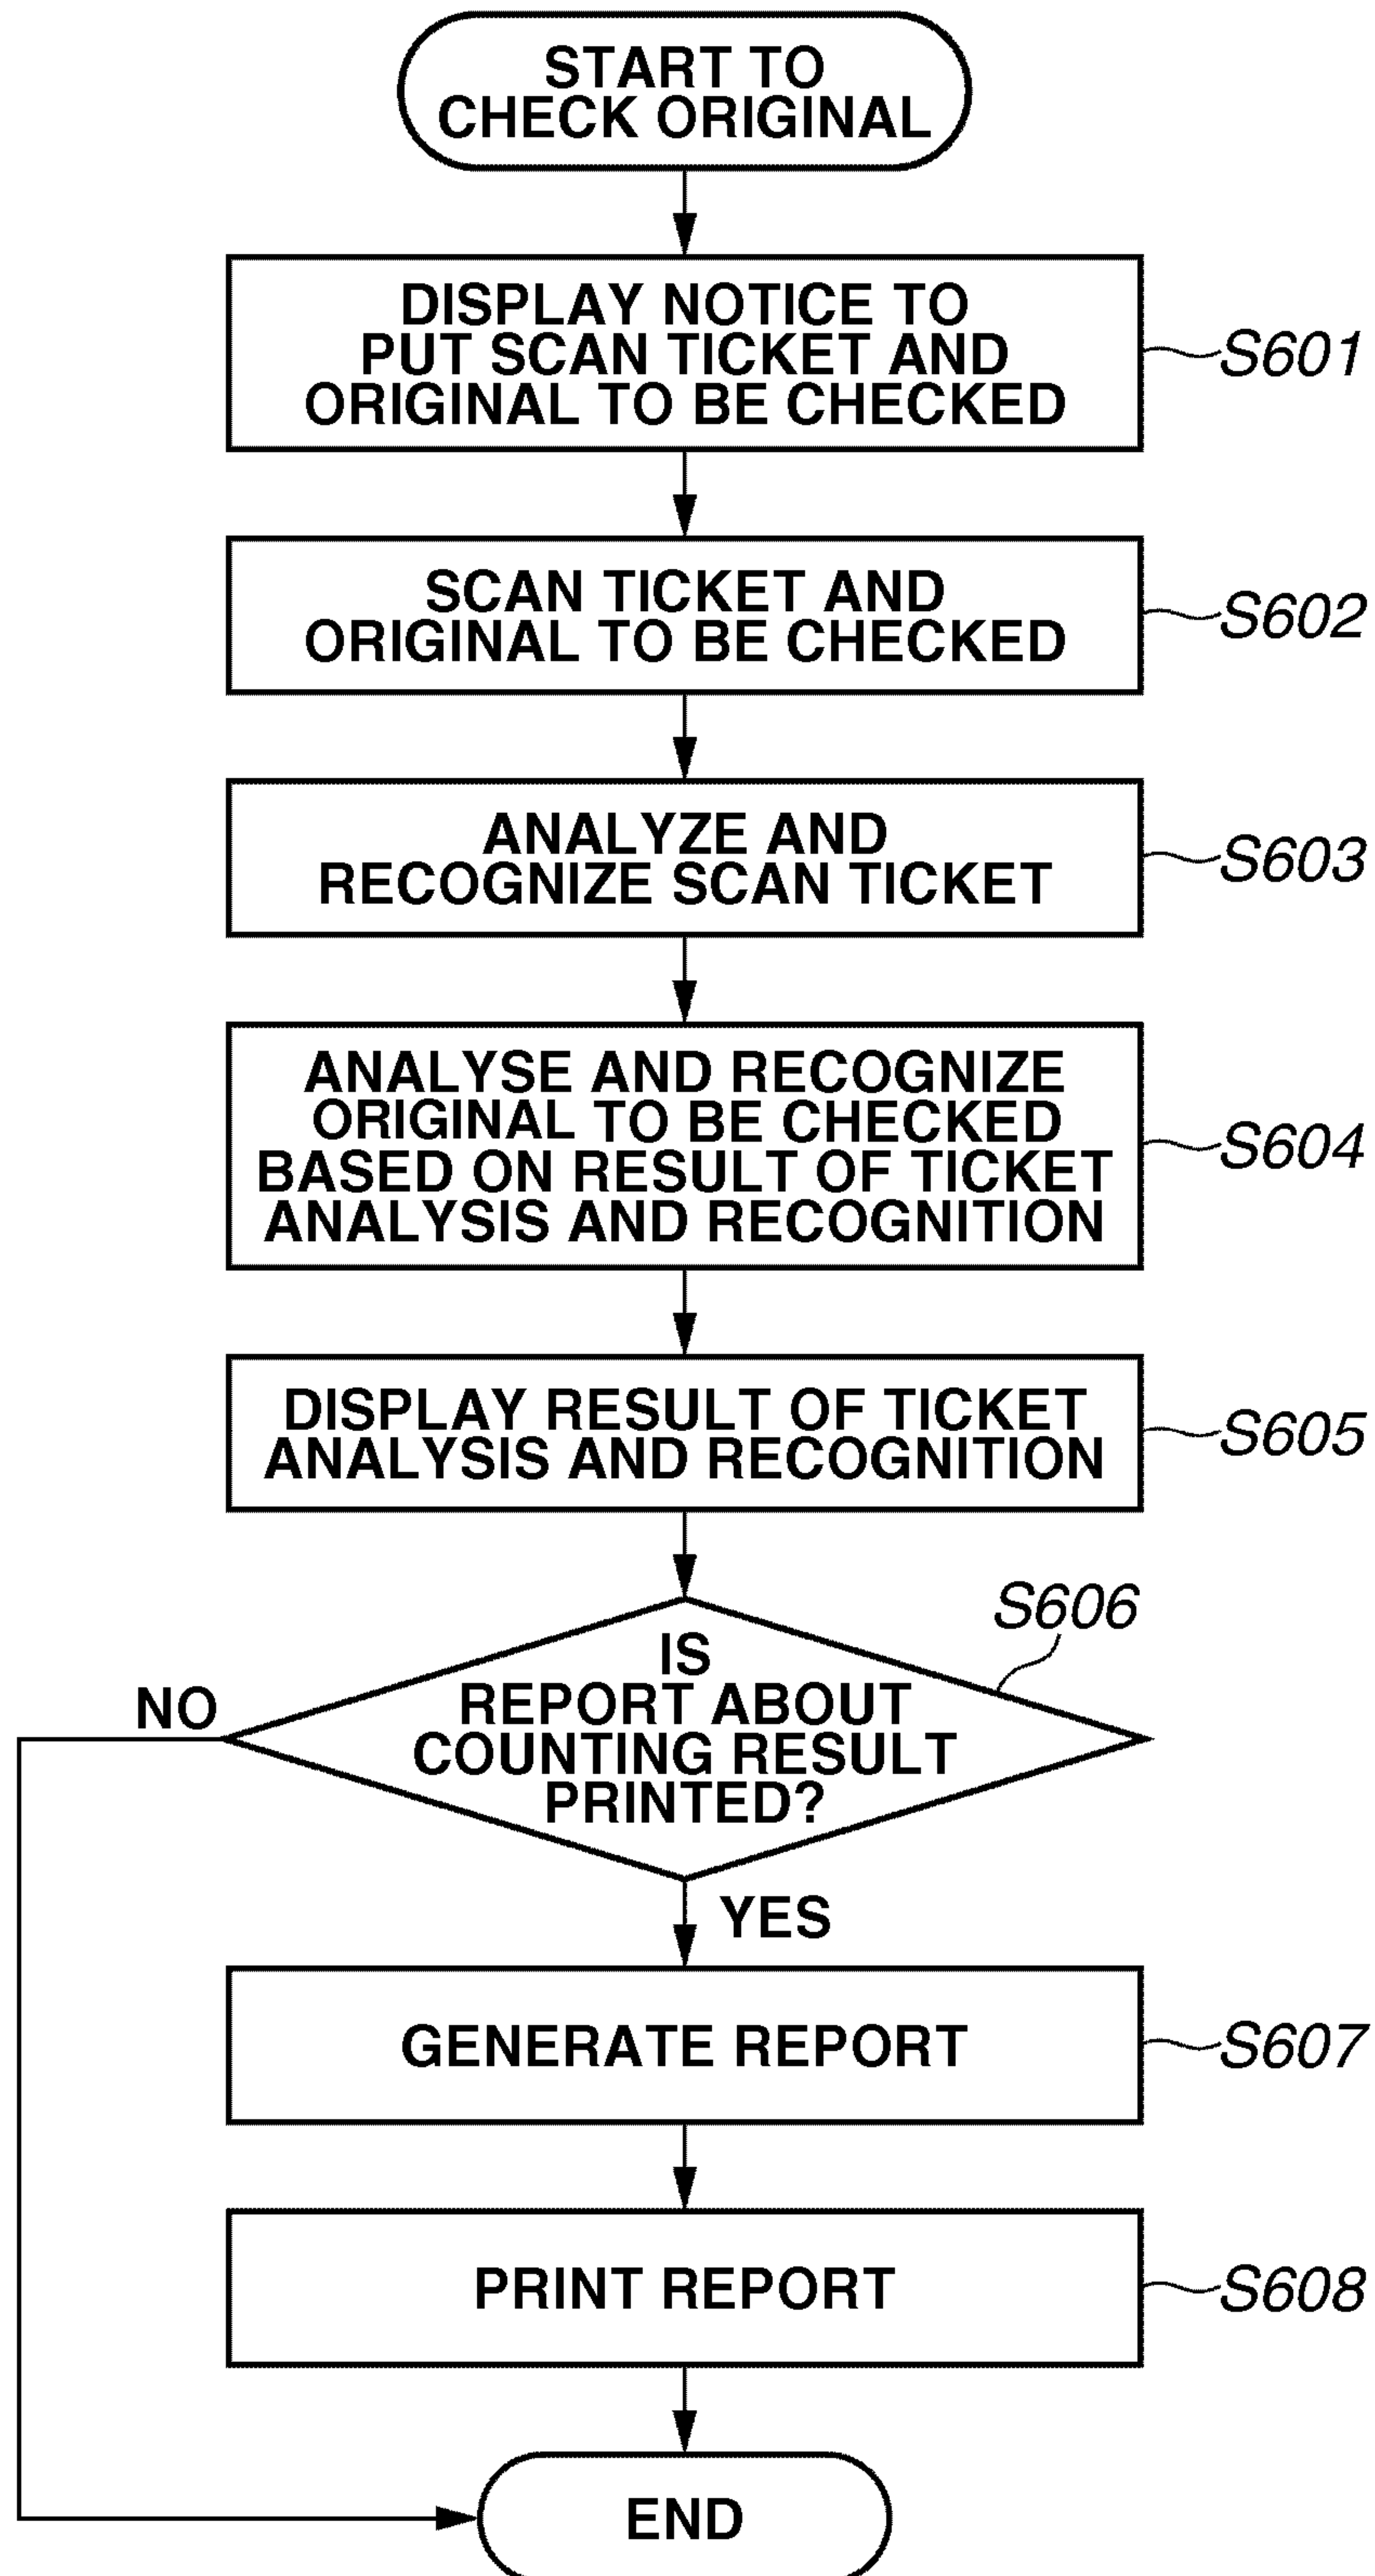 START TO
CHECK ORIGINAL
DISPLAY NOTICE TO
PUT SCAN TICKET AND
ORIGINAL TO BE CHECKED
S601
SCAN TICKET AND
ORIGINAL TO BE CHECKED
S602
ANALYZE AND
RECOGNIZE SCAN TICKET
S603
ANALYSE AND RECOGNIZE
ORIGINAL TO BE CHECKED
BASED ON RESULT OF TICKET
ANALYSIS AND RECOGNITION
S604
DISPLAY RESULT OF TICKET
ANALYSIS AND RECOGNITION
S605
S606
IS
REPORT ABOUT
COUNTING RESULT
PRINTED?
NO
YES
GENERATE REPORT
S607
PRINT REPORT
S608
END